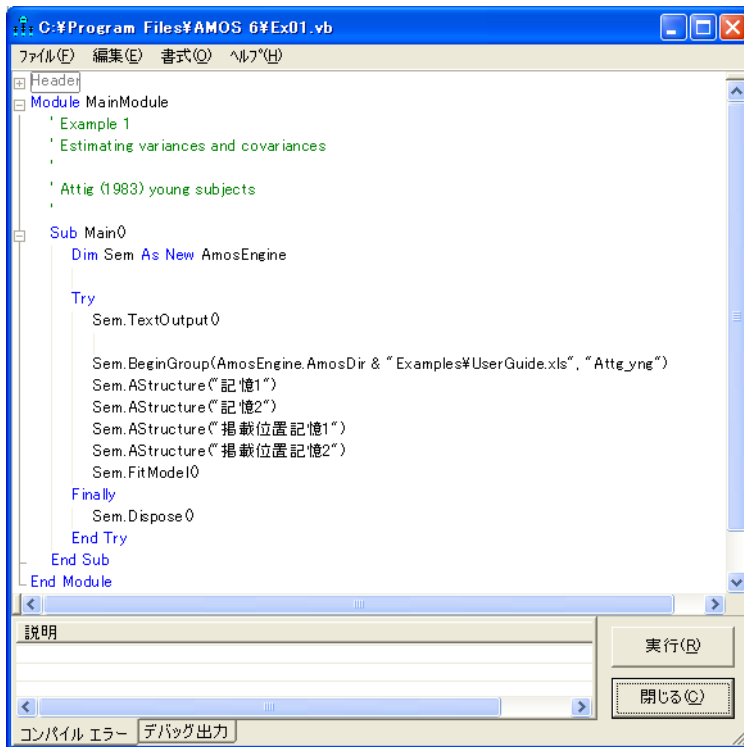 C:¥Program Files¥AMOS 6¥Ex01.vb
ファイル(F) 編集(E) 書式(O) ヘルプ(H)
Header
Module MainModule
' Example 1
' Estimating variances and covariances
'
' Attig (1983) young subjects
'
Sub Main()
Dim Sem As New AmosEngine
Try
Sem.TextOutput()
Sem.BeginGroup(AmosEngine.AmosDir & "Examples¥UserGuide.xls", "Attg_yng")
Sem.AStructure("記憶1")
Sem.AStructure("記憶2")
Sem.AStructure("掲載位置記憶1")
Sem.AStructure("掲載位置記憶2")
Sem.FitModel()
Finally
Sem.Dispose()
End Try
End Sub
End Module
説明
実行(R)
閉じる(C)
コンパイル エラー デバッグ出力